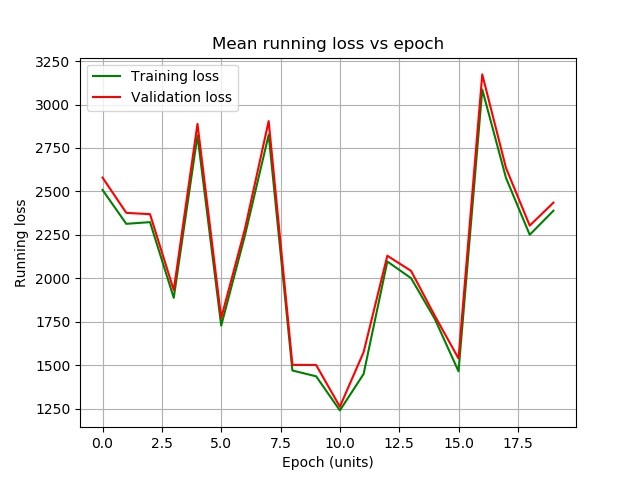 Mean running loss vs epoch
Training loss
Validation loss
Running loss
3250
3000
2750
2500
2250
2000
1750
1500
1250
0.0 2.5 5.0 7.5 10.0 12.5 15.0 17.5
Epoch (units)